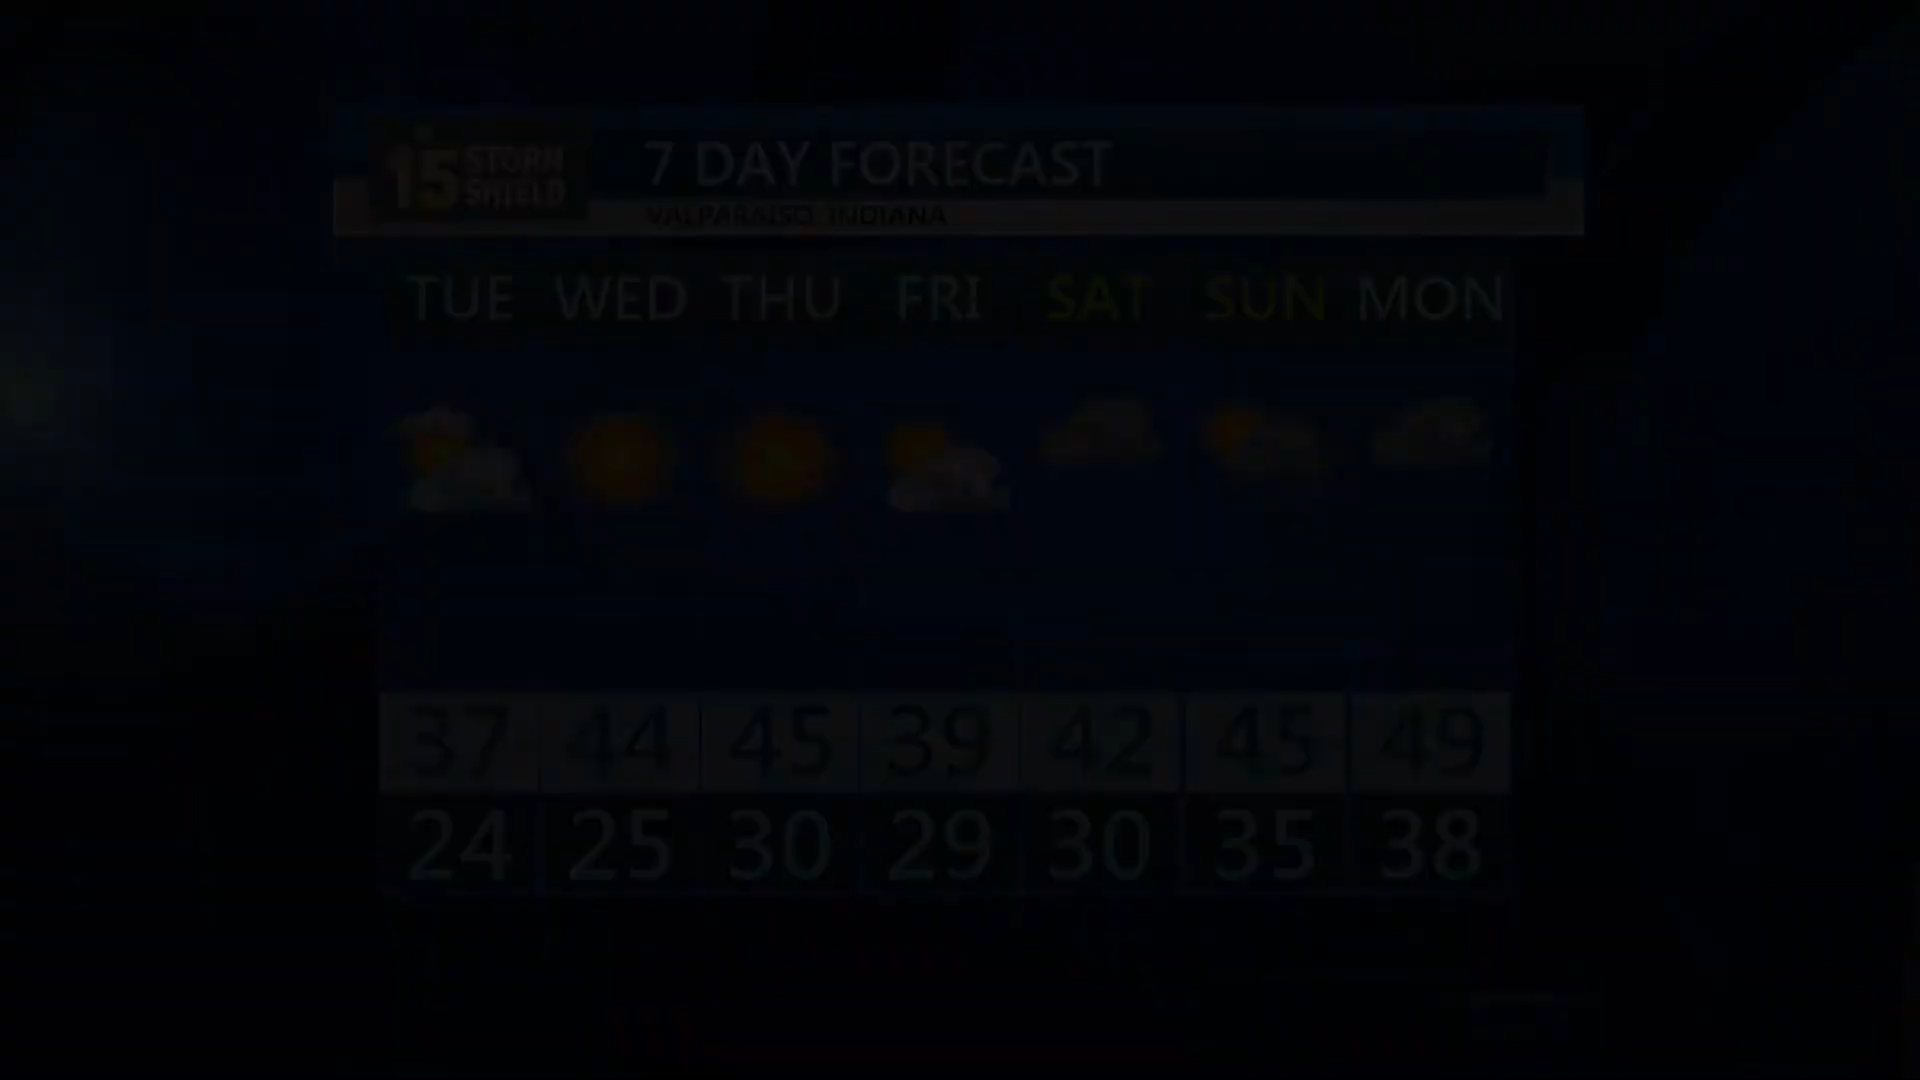 15 STORM SHIELD
7 DAY FORECAST
VALPARAISO, INDIANA
TUE WED THU FRI SAT SUN MON
37 44 45 39 42 45 49
24 25 30 29 30 35 38